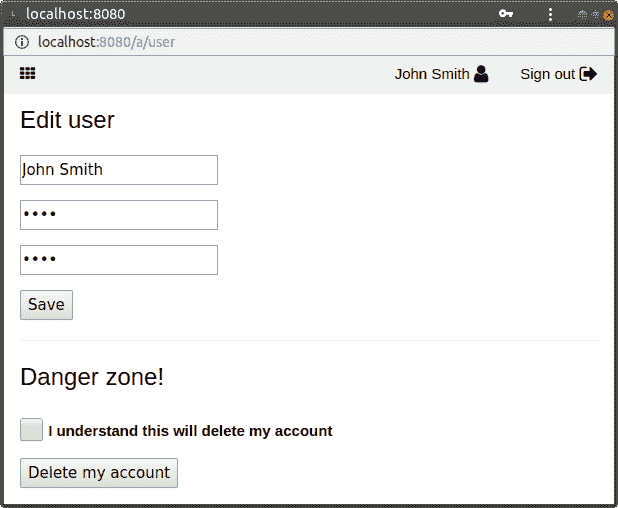 localhost:8080
localhost:8080/a/user
John Smith Sign out
Edit user
John Smith
••••
••••
Save
Danger zone!
I understand this will delete my account
Delete my account